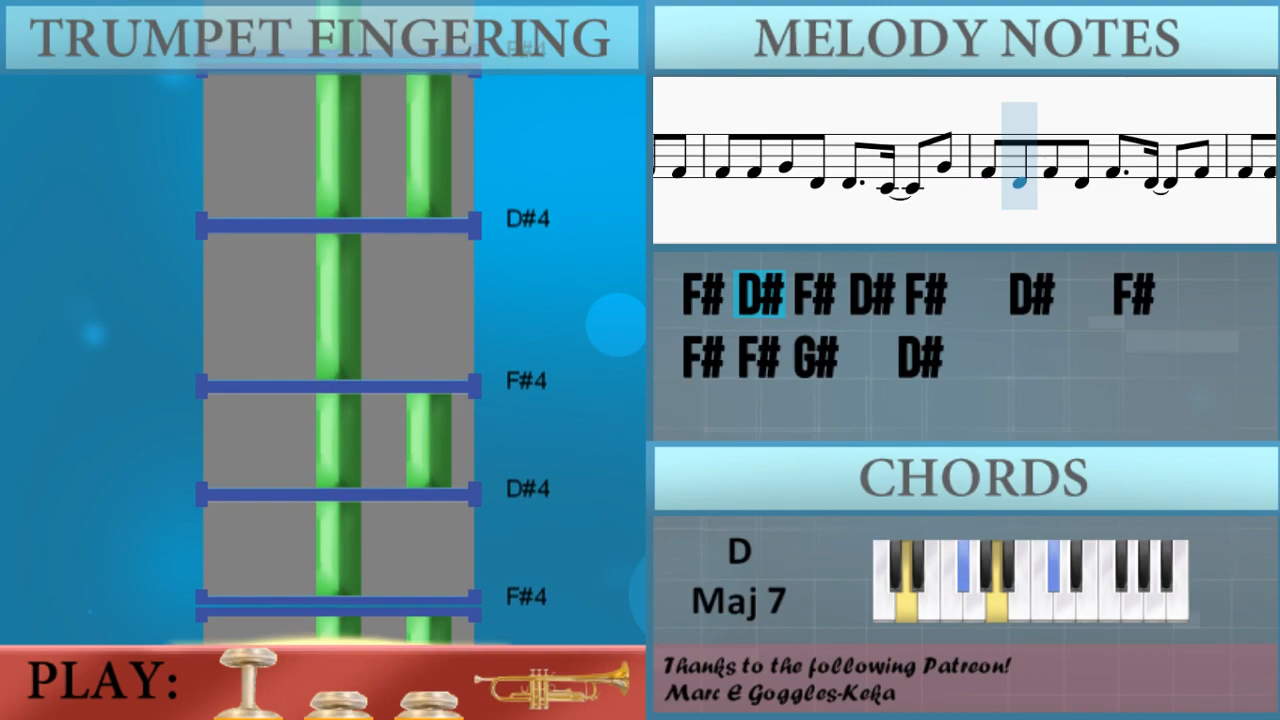 TRUMPET FINGERING
D#4
F#4
D#4
F#4
PLAY:
MELODY NOTES
F# D# F# D# F# D# F#
F# F# G# D#
CHORDS
D
Maj 7
Thanks to the following Patreon!
Marc & Goggles-Keka